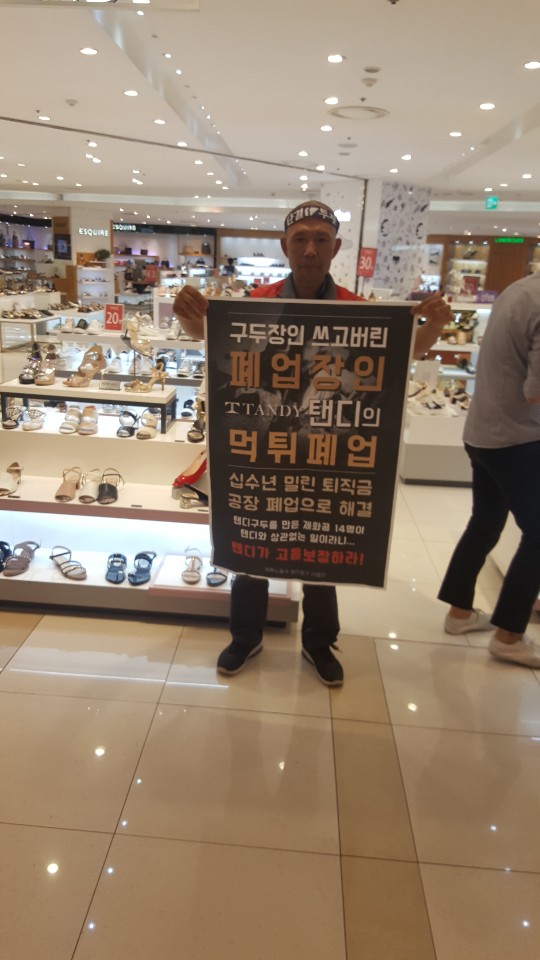 ESQUIRE
ESQUIRE
20
30
구두장인 쓰고버린
폐업장인
TANDY 탠디의
먹튀폐업
십수년 밀린 퇴직금
공장 폐업으로 해결
탠디구두를 만든 제화공 14명이
탠디와 상관없는 일이라니...
탠디가 고용보장하라!